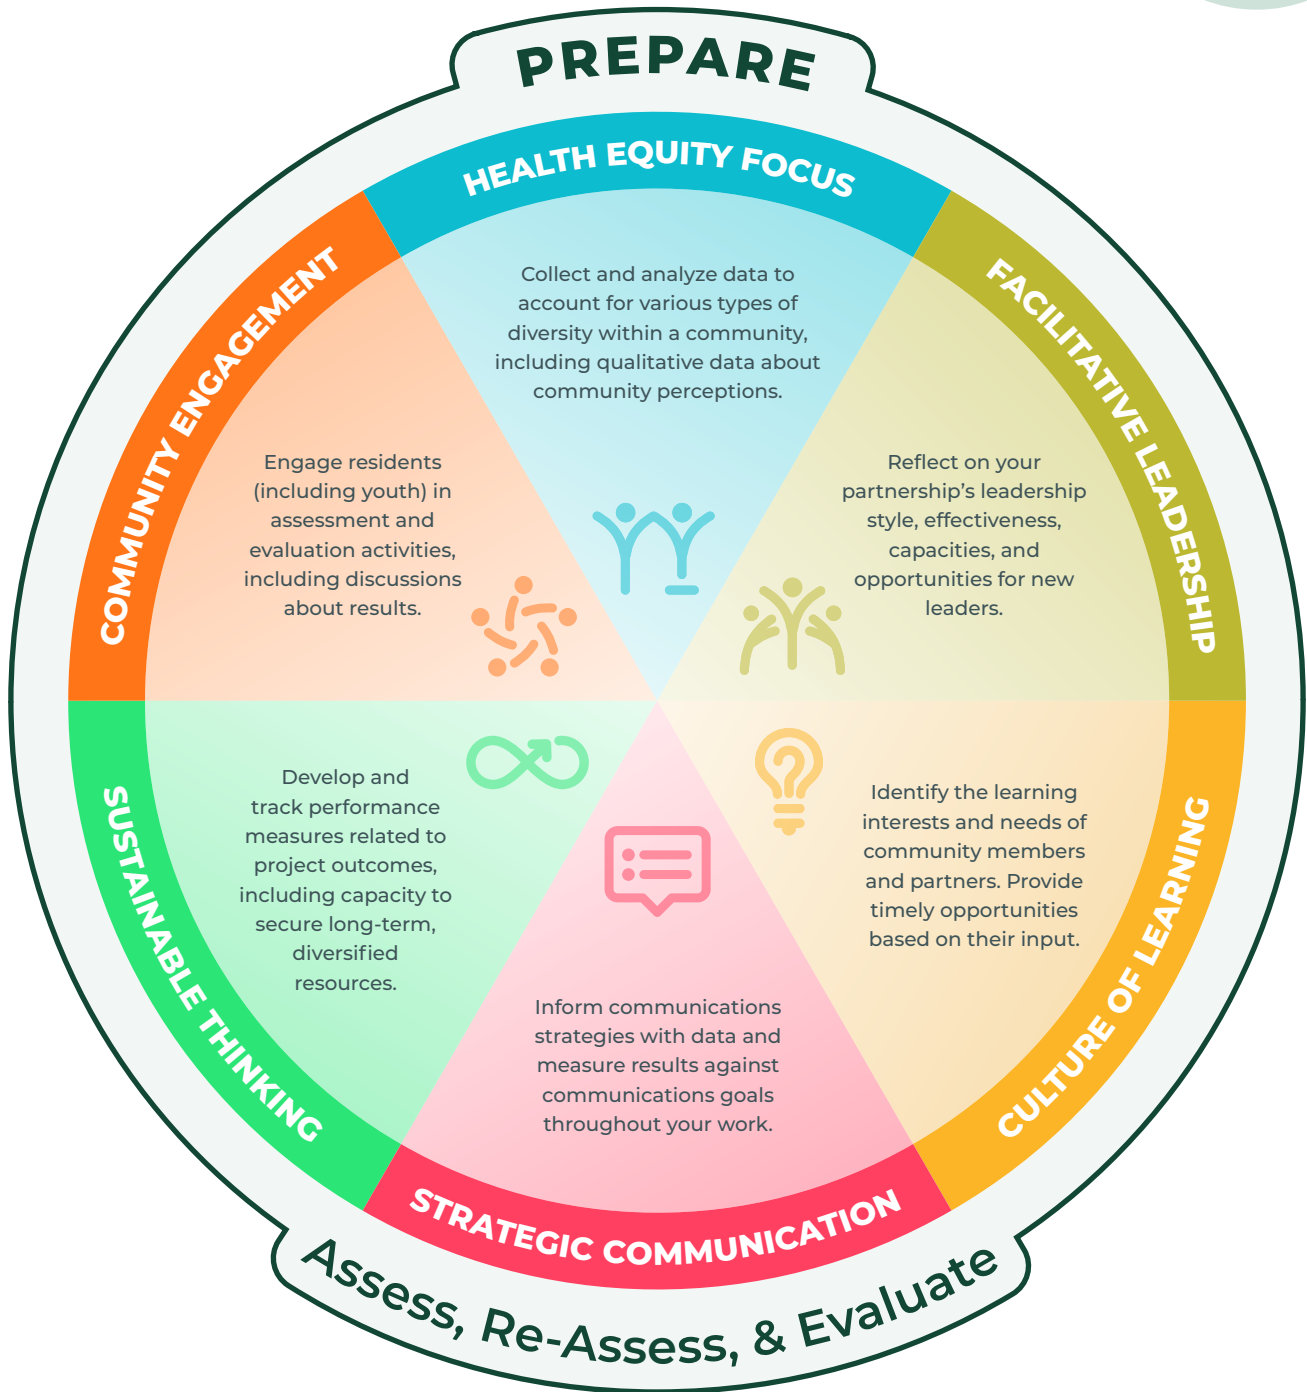 PREPARE
HEALTH EQUITY FOCUS
Collect and analyze data to
account for various types of
diversity within a community,
including qualitative data about
community perceptions.
FACILITATIVE LEADERSHIP
Reflect on your
partnership’s leadership
style, effectiveness,
capacities, and
opportunities for new
leaders.
CULTURE OF LEARNING
Identify the learning
interests and needs of
community members
and partners. Provide
timely opportunities
based on their input.
STRATEGIC COMMUNICATION
Inform communications
strategies with data and
measure results against
communications goals
throughout your work.
SUSTAINABLE THINKING
Develop and
track performance
measures related to
project outcomes,
including capacity to
secure long-term,
diversified
resources.
COMMUNITY ENGAGEMENT
Engage residents
(including youth) in
assessment and
evaluation activities,
including discussions
about results.
Assess, Re-Assess, & Evaluate